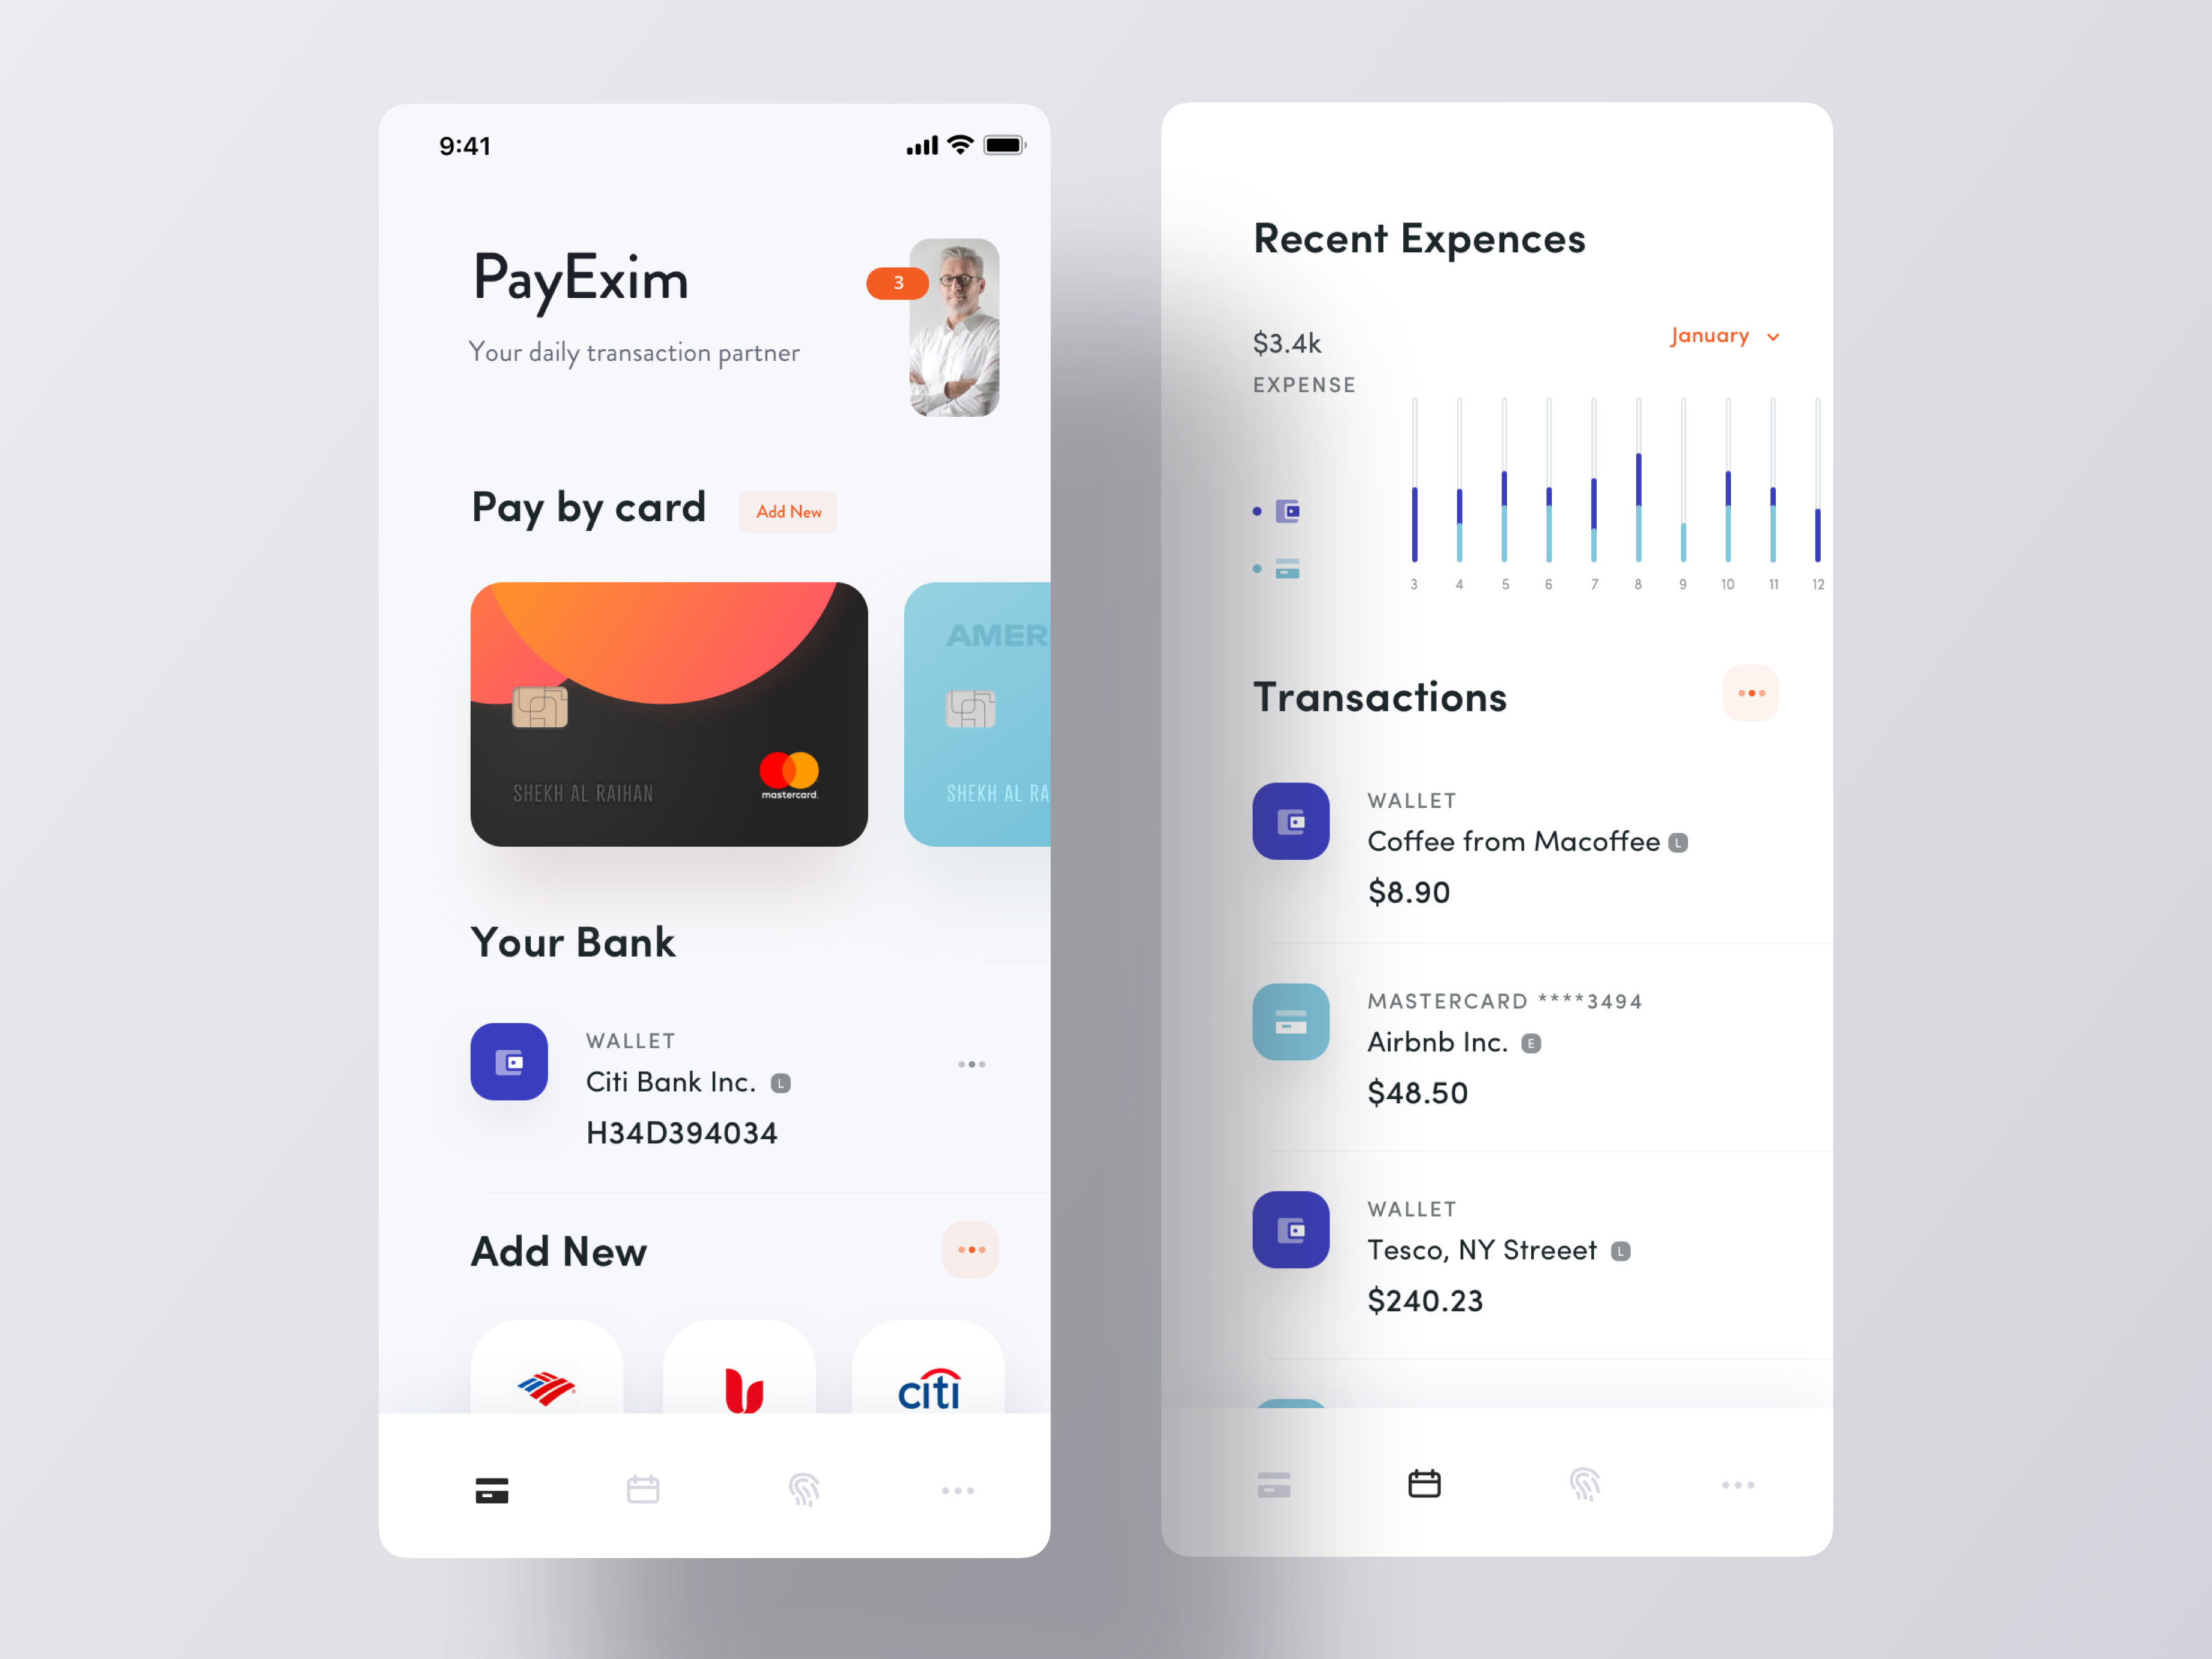 9:41
PayExim
3
Your daily transaction partner
Pay by card
Add New
AMER
SHEKH AL RAIHAN
mastercard.
SHEKH AL RA
Your Bank
WALLET
Citi Bank Inc. L
H34D394034
Add New
citi
Recent Expences
$3.4k
January
EXPENSE
3 4 5 6 7 8 9 10 11 12
Transactions
WALLET
Coffee from Macoffee L
$8.90
MASTERCARD ****3494
Airbnb Inc. E
$48.50
WALLET
Tesco, NY Streeet L
$240.23